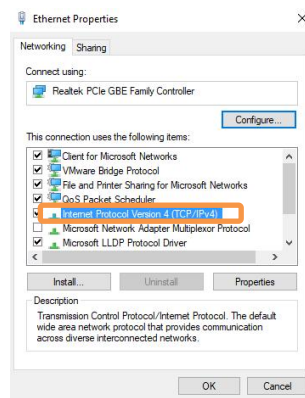 Ethernet Properties
Networking Sharing
Connect using:
Realtek PCIe GBE Family Controller
Configure...
This connection uses the following items:
Client for Microsoft Networks
VMware Bridge Protocol
File and Printer Sharing for Microsoft Networks
QoS Packet Scheduler
Internet Protocol Version 4 (TCP/IPv4)
Microsoft Network Adapter Multiplexor Protocol
Microsoft LLDP Protocol Driver
Install... Uninstall Properties
Description
Transmission Control Protocol/Internet Protocol. The default
wide area network protocol that provides communication
across diverse interconnected networks.
OK Cancel